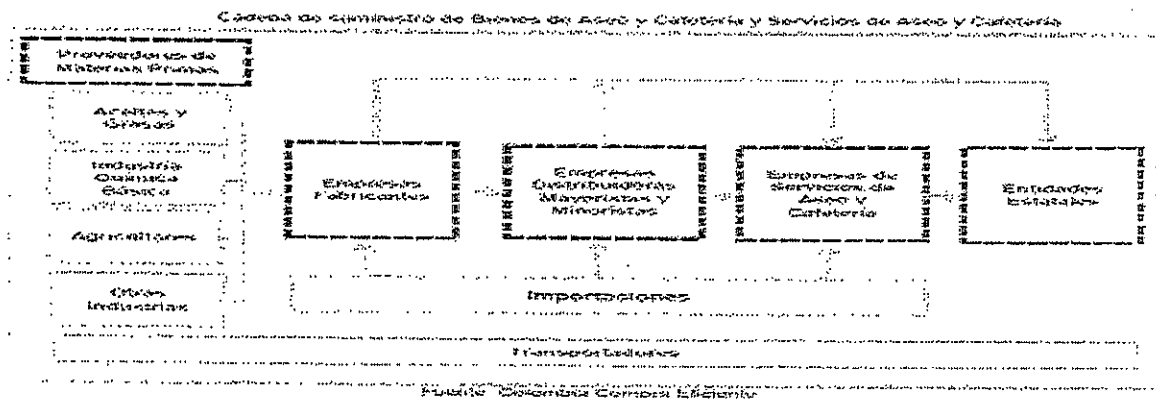 Cadena de suministro de Bienes de Aseo y Cafetería y Servicios de Aseo y Cafetería
Proveedores de
Materias Primas
Aceites y
Grasas
Industria
Química
Básica
Agricultores
Otras
Industrias
Empresas
Fabricantes
Empresas
Distribuidoras
Mayoristas y
Minoristas
Empresas de
Servicios de
Aseo y
Cafetería
Entidades
Estatales
Importaciones
Transportadores
Fuente: Colombia Compra Eficiente